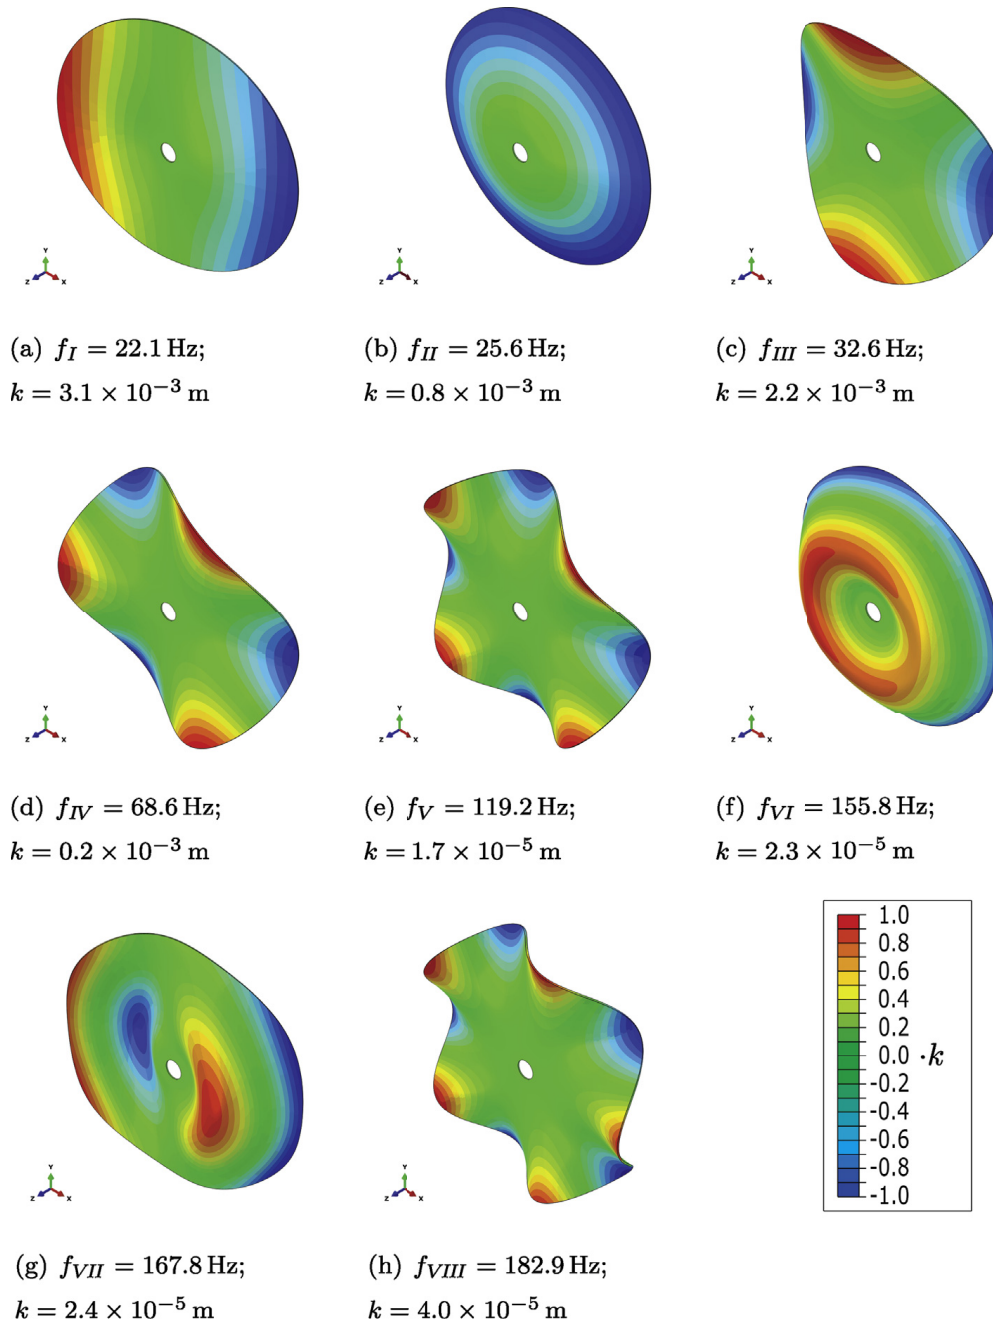 Y
Z X
Y
Z X
Y
Z X
(a) f_I = 22.1 Hz;
k = 3.1 × 10⁻³ m
(b) f_II = 25.6 Hz;
k = 0.8 × 10⁻³ m
(c) f_III = 32.6 Hz;
k = 2.2 × 10⁻³ m
Y
Z X
Y
Z X
Y
Z X
(d) f_IV = 68.6 Hz;
k = 0.2 × 10⁻³ m
(e) f_V = 119.2 Hz;
k = 1.7 × 10⁻⁵ m
(f) f_VI = 155.8 Hz;
k = 2.3 × 10⁻⁵ m
Y
Z X
Y
Z X
1.0
0.8
0.6
0.4
0.2
0.0 ·k
-0.2
-0.4
-0.6
-0.8
-1.0
(g) f_VII = 167.8 Hz;
k = 2.4 × 10⁻⁵ m
(h) f_VIII = 182.9 Hz;
k = 4.0 × 10⁻⁵ m